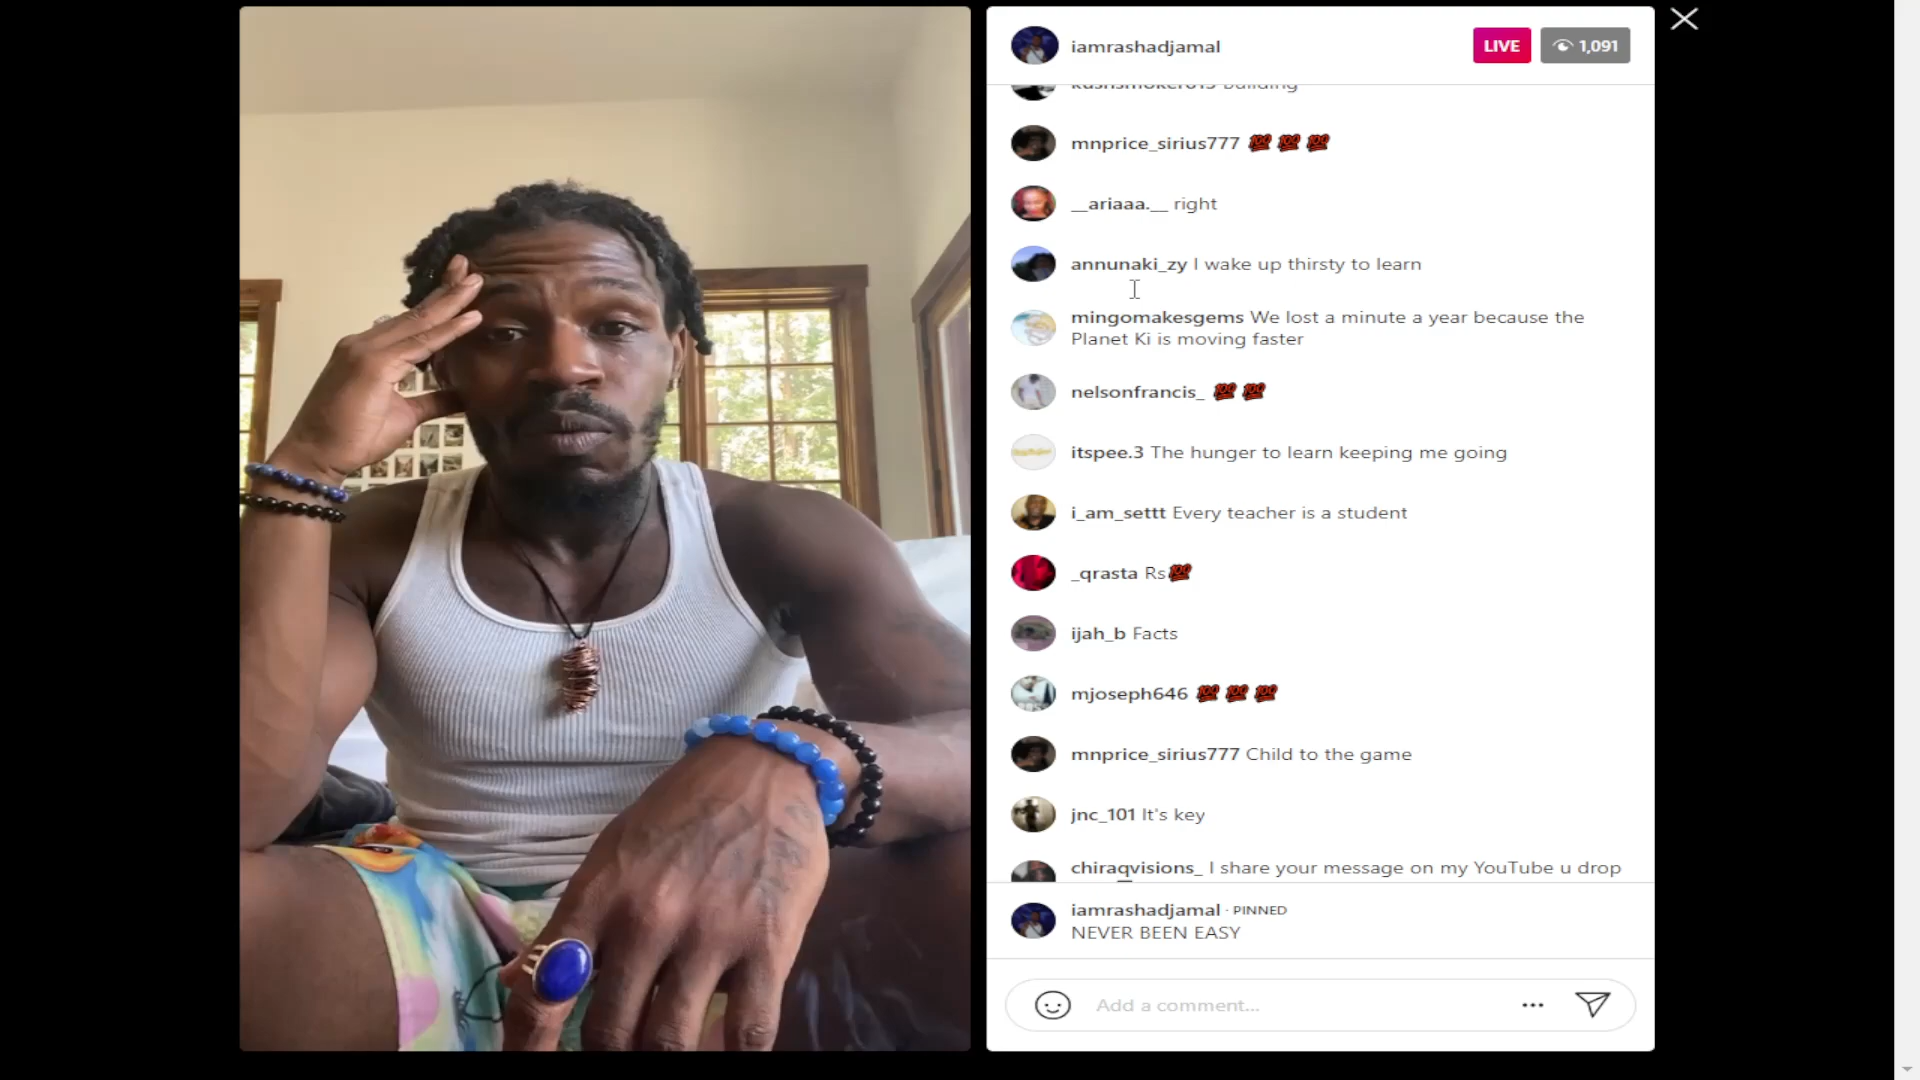 iamrashadjamal
LIVE
1,091
mnprice_sirius777 💯 💯 💯
__ariaaa.__ right
annunaki_zy I wake up thirsty to learn
mingomakesgems We lost a minute a year because the
Planet Ki is moving faster
nelsonfrancis_ 💯 💯
itspee.3 The hunger to learn keeping me going
i_am_settt Every teacher is a student
_qrasta Rs💯
ijah_b Facts
mjoseph646 💯 💯 💯
mnprice_sirius777 Child to the game
jnc_101 It's key
chiraqvisions_ I share your message on my YouTube u drop
iamrashadjamal · PINNED
NEVER BEEN EASY
Add a comment...